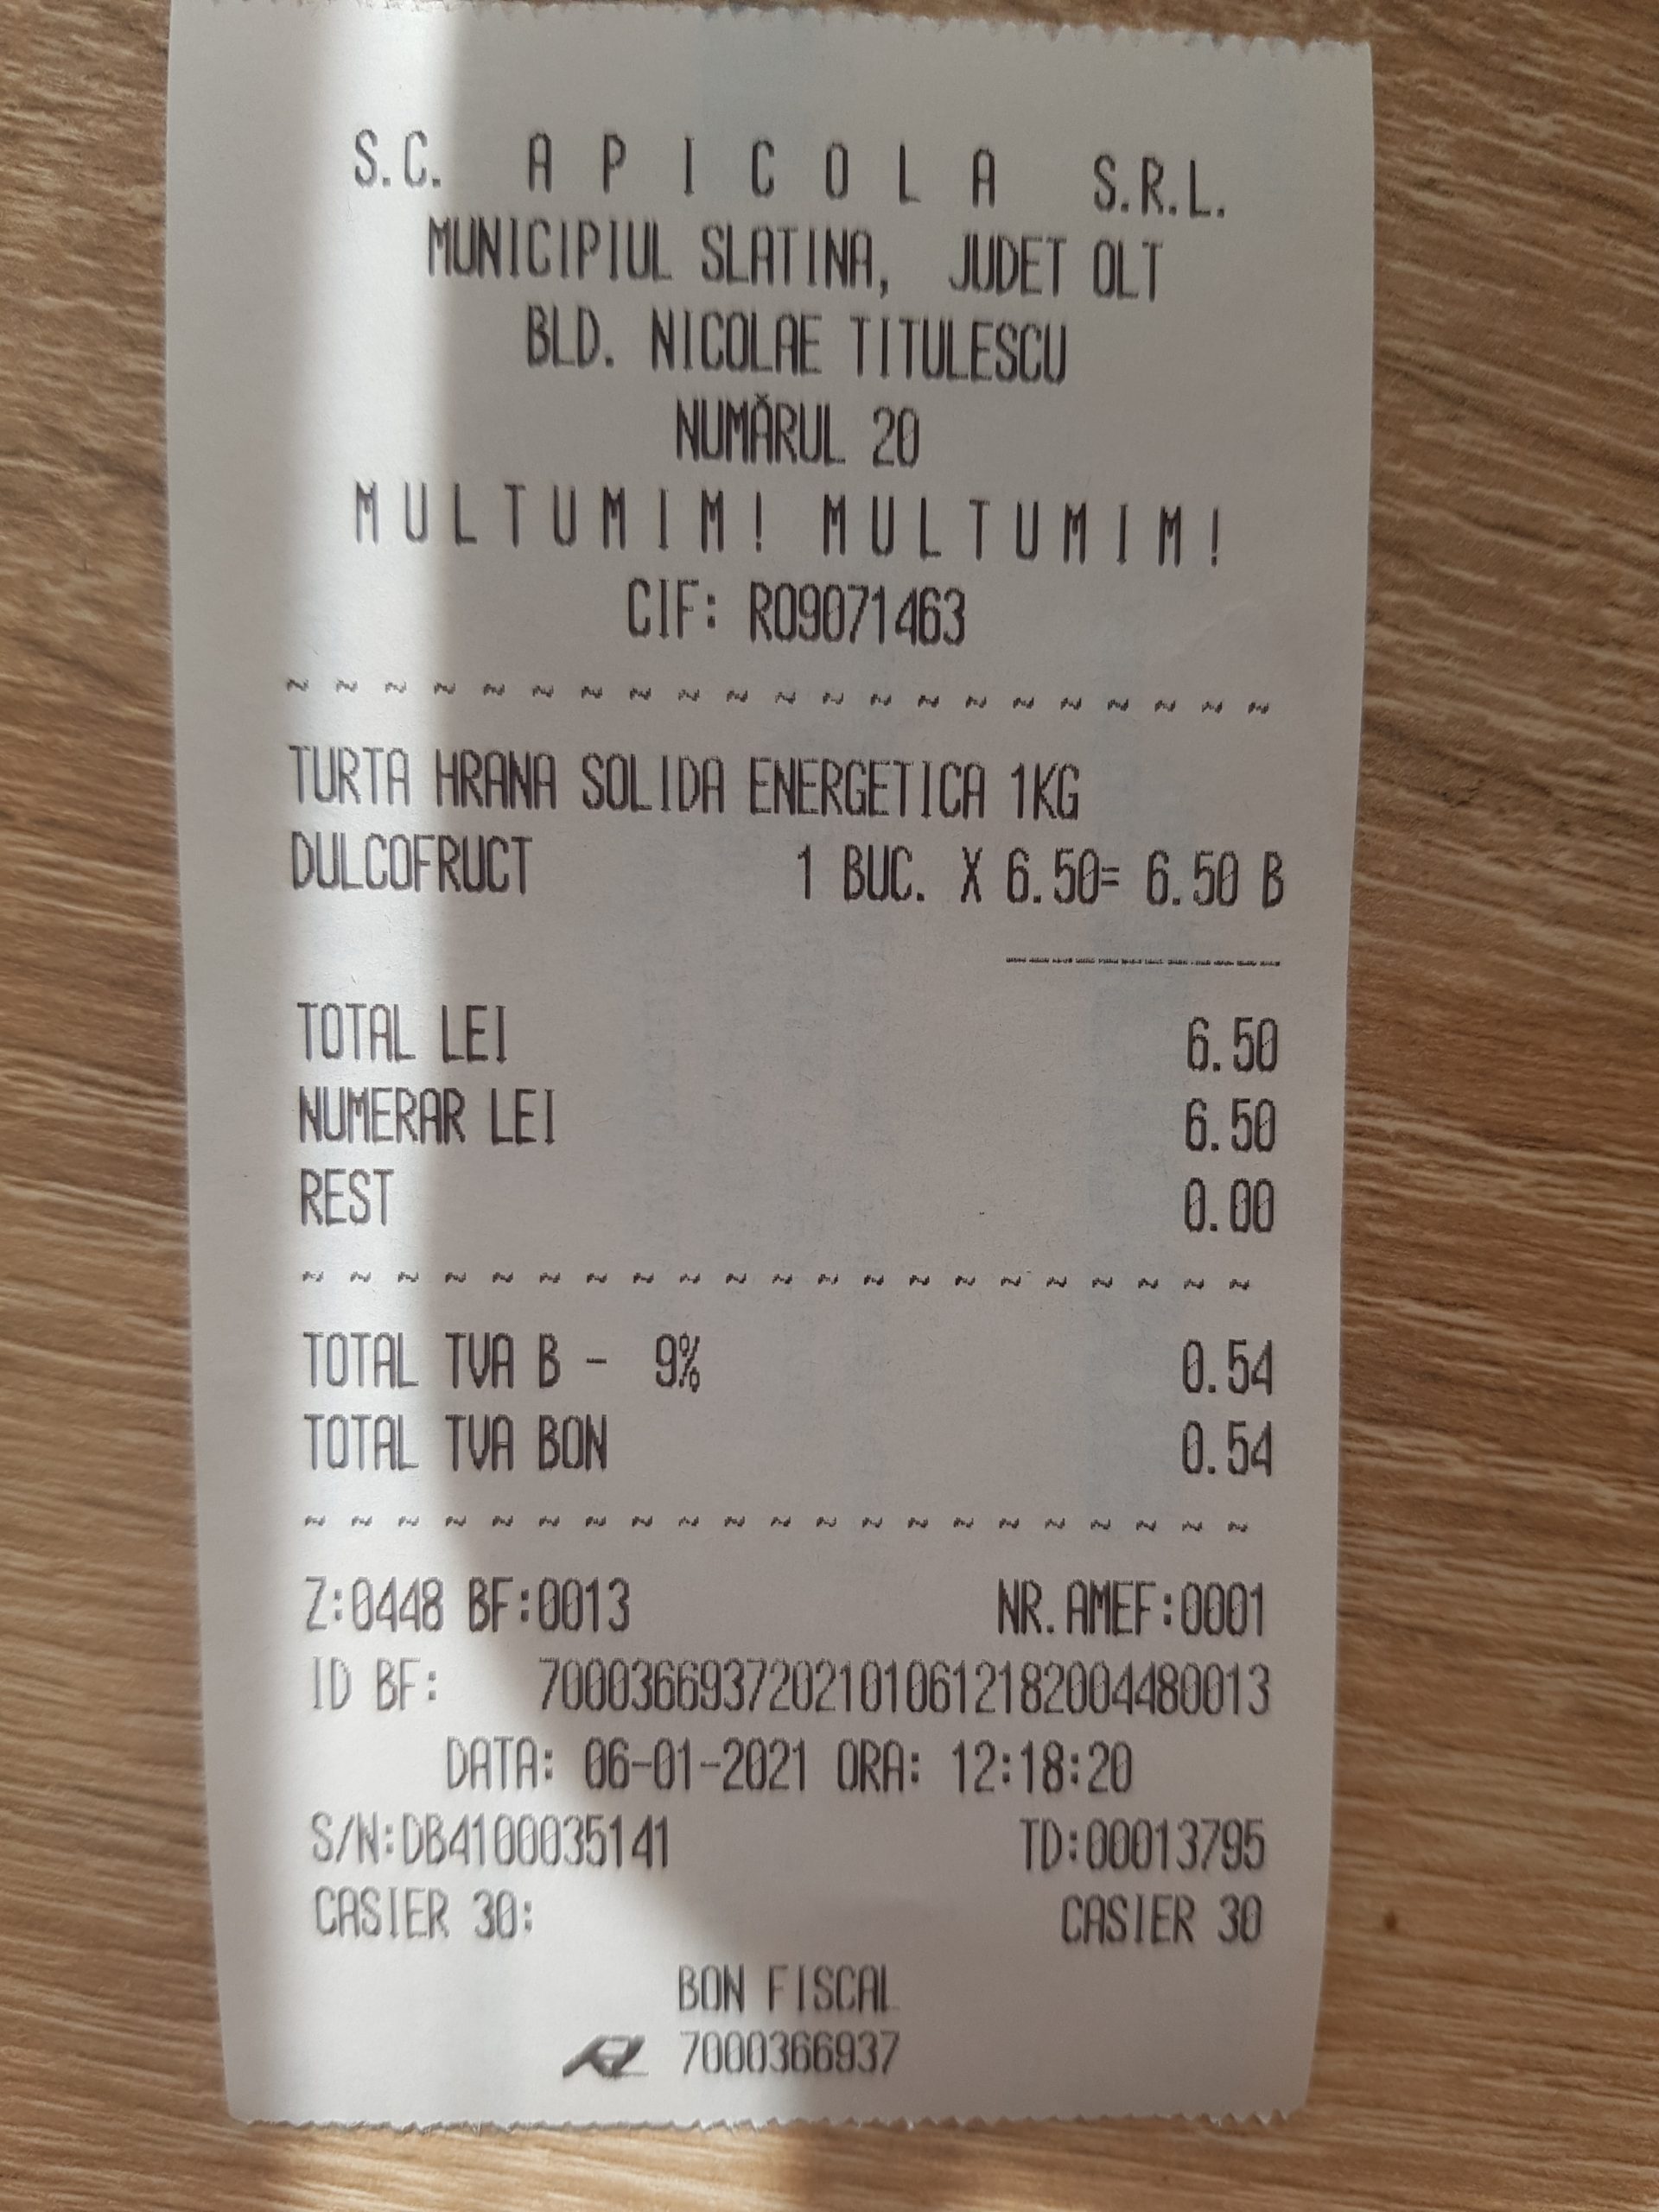 S.C. A P I C O L A S.R.L.
MUNICIPIUL SLATINA, JUDET OLT
BLD. NICOLAE TITULESCU
NUMĂRUL 20
M U L T U M I M ! M U L T U M I M !
CIF: RO9071463
~ ~ ~ ~ ~ ~ ~ ~ ~ ~ ~ ~ ~ ~ ~ ~ ~ ~ ~ ~ ~
TURTA HRANA SOLIDA ENERGETICA 1KG
DULCOFRUCT 1 BUC. X 6.50= 6.50 B
TOTAL LEI 6.50
NUMERAR LEI 6.50
REST 0.00
~ ~ ~ ~ ~ ~ ~ ~ ~ ~ ~ ~ ~ ~ ~ ~ ~ ~ ~ ~ ~
TOTAL TVA B - 9% 0.54
TOTAL TVA BON 0.54
~ ~ ~ ~ ~ ~ ~ ~ ~ ~ ~ ~ ~ ~ ~ ~ ~ ~ ~ ~ ~
Z:0448 BF:0013 NR.AMEF:0001
ID BF: 70003669372021010612182004480013
DATA: 06-01-2021 ORA: 12:18:20
S/N:DB4100035141 TD:00013795
CASIER 30: CASIER 30
BON FISCAL
7000366937